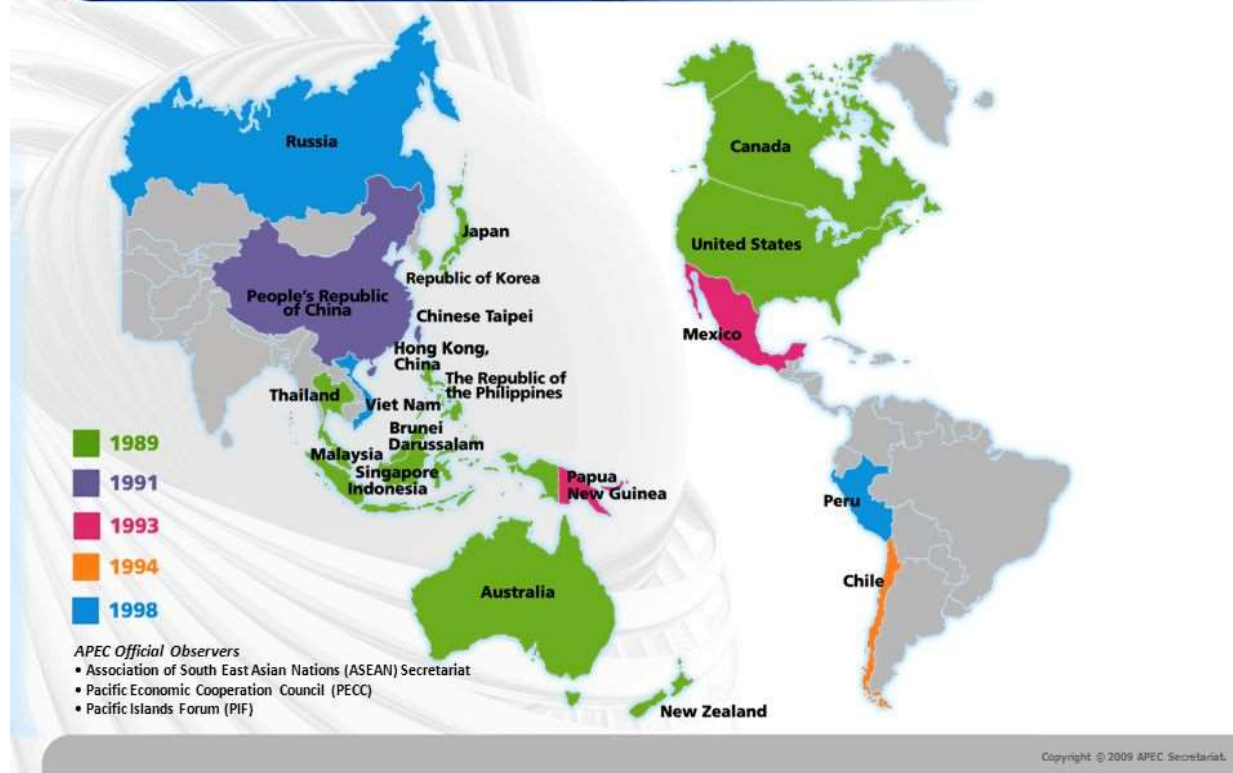 Russia
Japan
Republic of Korea
People's Republic
of China
Chinese Taipei
Hong Kong,
China
The Republic of
the Philippines
Thailand
Viet Nam
Brunei
Darussalam
Malaysia
Singapore
Indonesia
Papua
New Guinea
Australia
New Zealand
Canada
United States
Mexico
Peru
Chile
1989
1991
1993
1994
1998
APEC Official Observers
• Association of South East Asian Nations (ASEAN) Secretariat
• Pacific Economic Cooperation Council (PECC)
• Pacific Islands Forum (PIF)
Copyright © 2009 APEC Secretariat.